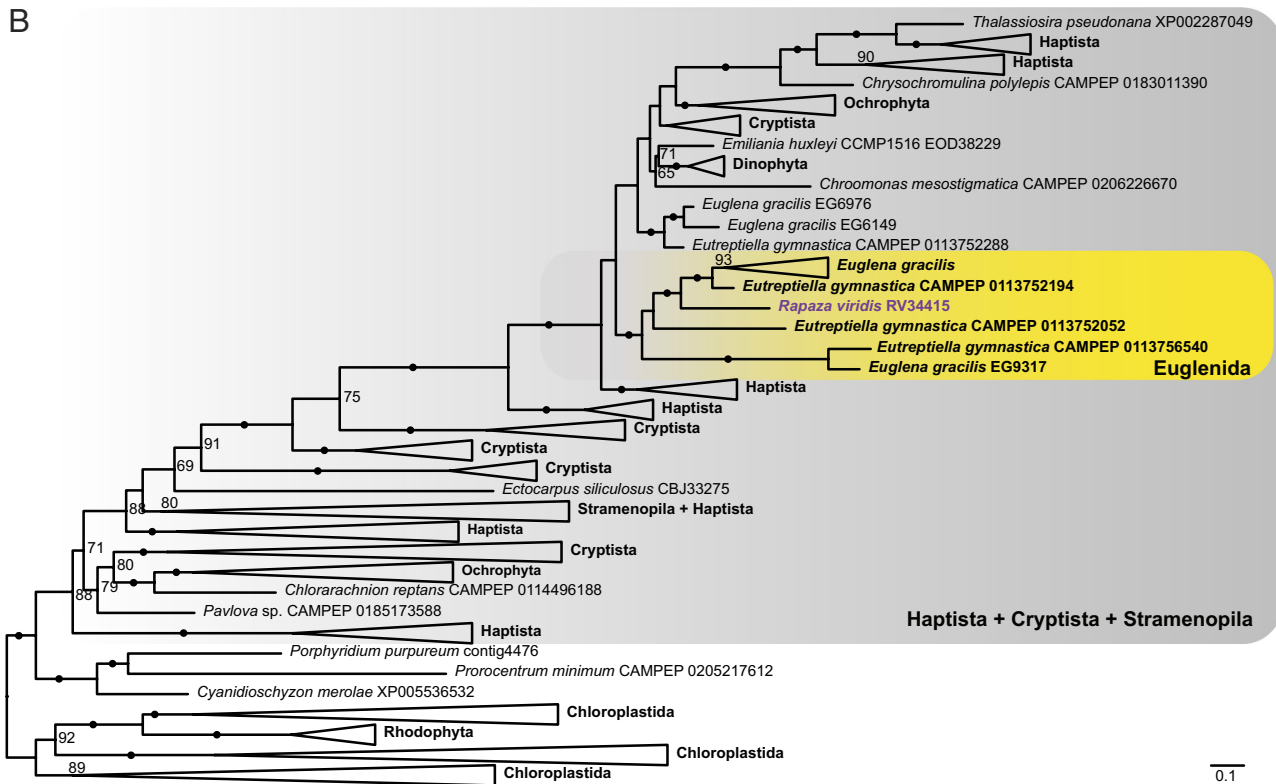 B
Thalassiosira pseudonana XP002287049
Haptista
90
Haptista
Chrysochromulina polylepis CAMPEP 0183011390
Ochrophyta
Cryptista
Emiliania huxleyi CCMP1516 EOD38229
71
Dinophyta
65
Chroomonas mesostigmatica CAMPEP 0206226670
Euglena gracilis EG6976
Euglena gracilis EG6149
Eutreptiella gymnastica CAMPEP 0113752288
93
Euglena gracilis
Eutreptiella gymnastica CAMPEP 0113752194
Rapaza viridis RV34415
Eutreptiella gymnastica CAMPEP 0113752052
Eutreptiella gymnastica CAMPEP 0113756540
Euglena gracilis EG9317
Euglenida
Haptista
75
Haptista
Cryptista
91
Cryptista
69
Cryptista
Ectocarpus siliculosus CBJ33275
88
80
Stramenopila + Haptista
Haptista
71
Cryptista
80
Ochrophyta
79
88
Chlorarachnion reptans CAMPEP 0114496188
Pavlova sp. CAMPEP 0185173588
Haptista + Cryptista + Stramenopila
Haptista
Porphyridium purpureum contig4476
Prorocentrum minimum CAMPEP 0205217612
Cyanidioschyzon merolae XP005536532
Chloroplastida
Rhodophyta
92
Chloroplastida
89
Chloroplastida
0.1